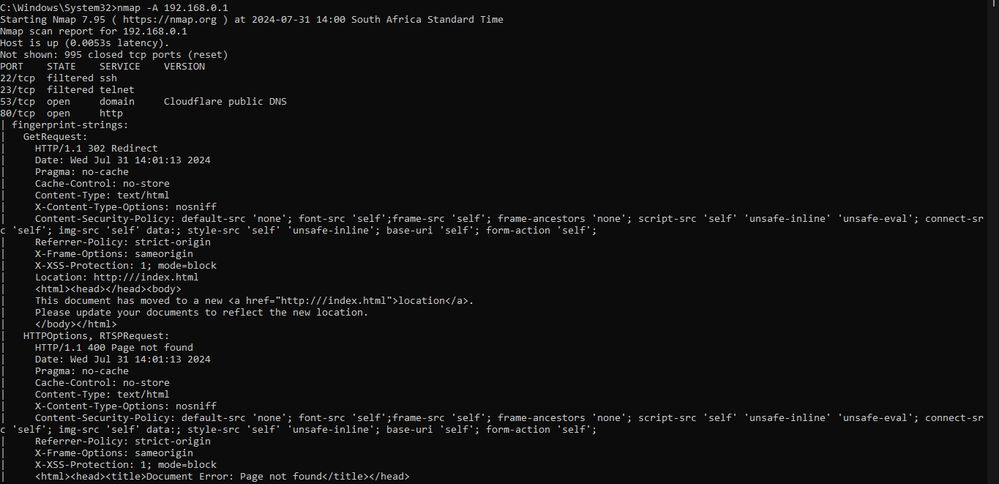 C:\Windows\System32>nmap -A 192.168.0.1
Starting Nmap 7.95 ( https://nmap.org ) at 2024-07-31 14:00 South Africa Standard Time
Nmap scan report for 192.168.0.1
Host is up (0.0053s latency).
Not shown: 995 closed tcp ports (reset)
PORT    STATE    SERVICE    VERSION
22/tcp  filtered ssh
23/tcp  filtered telnet
53/tcp  open     domain     Cloudflare public DNS
80/tcp  open     http
| fingerprint-strings:
|   GetRequest:
|     HTTP/1.1 302 Redirect
|     Date: Wed Jul 31 14:01:13 2024
|     Pragma: no-cache
|     Cache-Control: no-store
|     Content-Type: text/html
|     X-Content-Type-Options: nosniff
|     Content-Security-Policy: default-src 'none'; font-src 'self';frame-src 'self'; frame-ancestors 'none'; script-src 'self' 'unsafe-inline' 'unsafe-eval'; connect-sr
c 'self'; img-src 'self' data:; style-src 'self' 'unsafe-inline'; base-uri 'self'; form-action 'self';
|     Referrer-Policy: strict-origin
|     X-Frame-Options: sameorigin
|     X-XSS-Protection: 1; mode=block
|     Location: http:///index.html
|     <html><head></head><body>
|     This document has moved to a new <a href="http:///index.html">location</a>.
|     Please update your documents to reflect the new location.
|     </body></html>
|   HTTPOptions, RTSPRequest:
|     HTTP/1.1 400 Page not found
|     Date: Wed Jul 31 14:01:13 2024
|     Pragma: no-cache
|     Cache-Control: no-store
|     Content-Type: text/html
|     X-Content-Type-Options: nosniff
|     Content-Security-Policy: default-src 'none'; font-src 'self';frame-src 'self'; frame-ancestors 'none'; script-src 'self' 'unsafe-inline' 'unsafe-eval'; connect-sr
c 'self'; img-src 'self' data:; style-src 'self' 'unsafe-inline'; base-uri 'self'; form-action 'self';
|     Referrer-Policy: strict-origin
|     X-Frame-Options: sameorigin
|     X-XSS-Protection: 1; mode=block
|     <html><head><title>Document Error: Page not found</title></head>